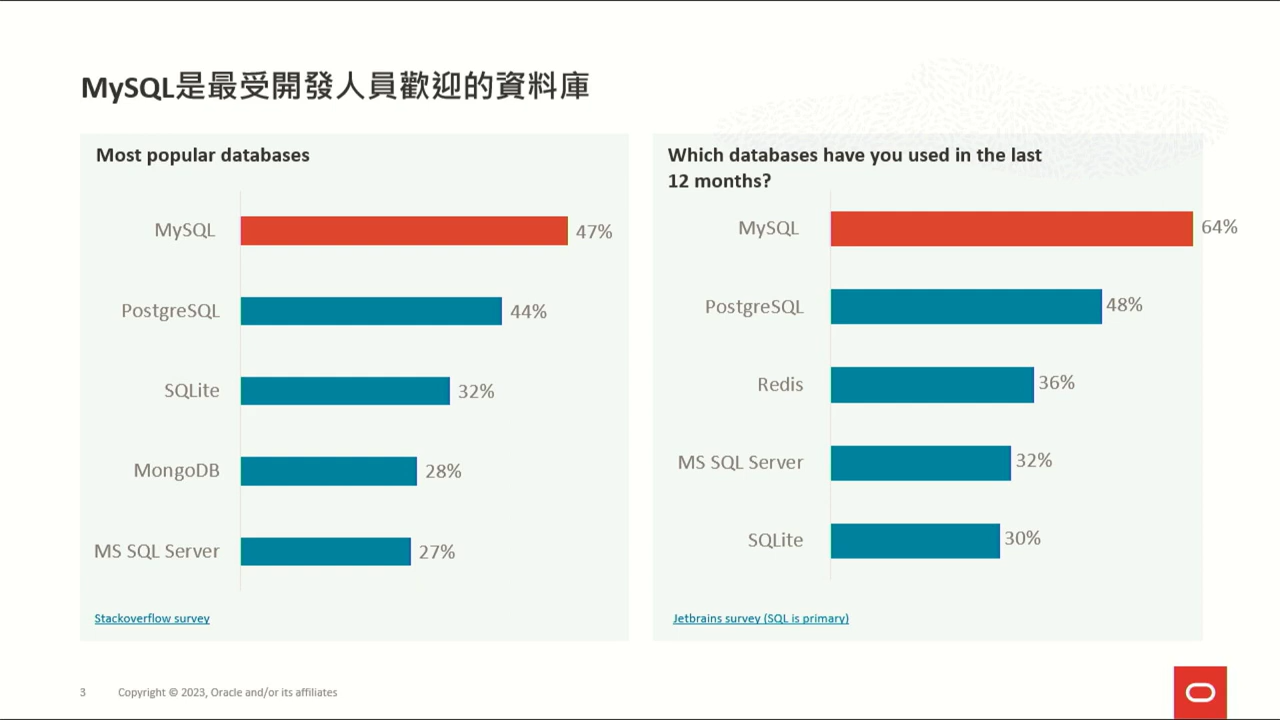 MySQL是最受開發人員歡迎的資料庫
Most popular databases
MySQL 47%
PostgreSQL 44%
SQLite 32%
MongoDB 28%
MS SQL Server 27%
Stackoverflow survey
Which databases have you used in the last
12 months?
MySQL 64%
PostgreSQL 48%
Redis 36%
MS SQL Server 32%
SQLite 30%
Jetbrains survey (SQL is primary)
3 Copyright © 2023, Oracle and/or its affiliates